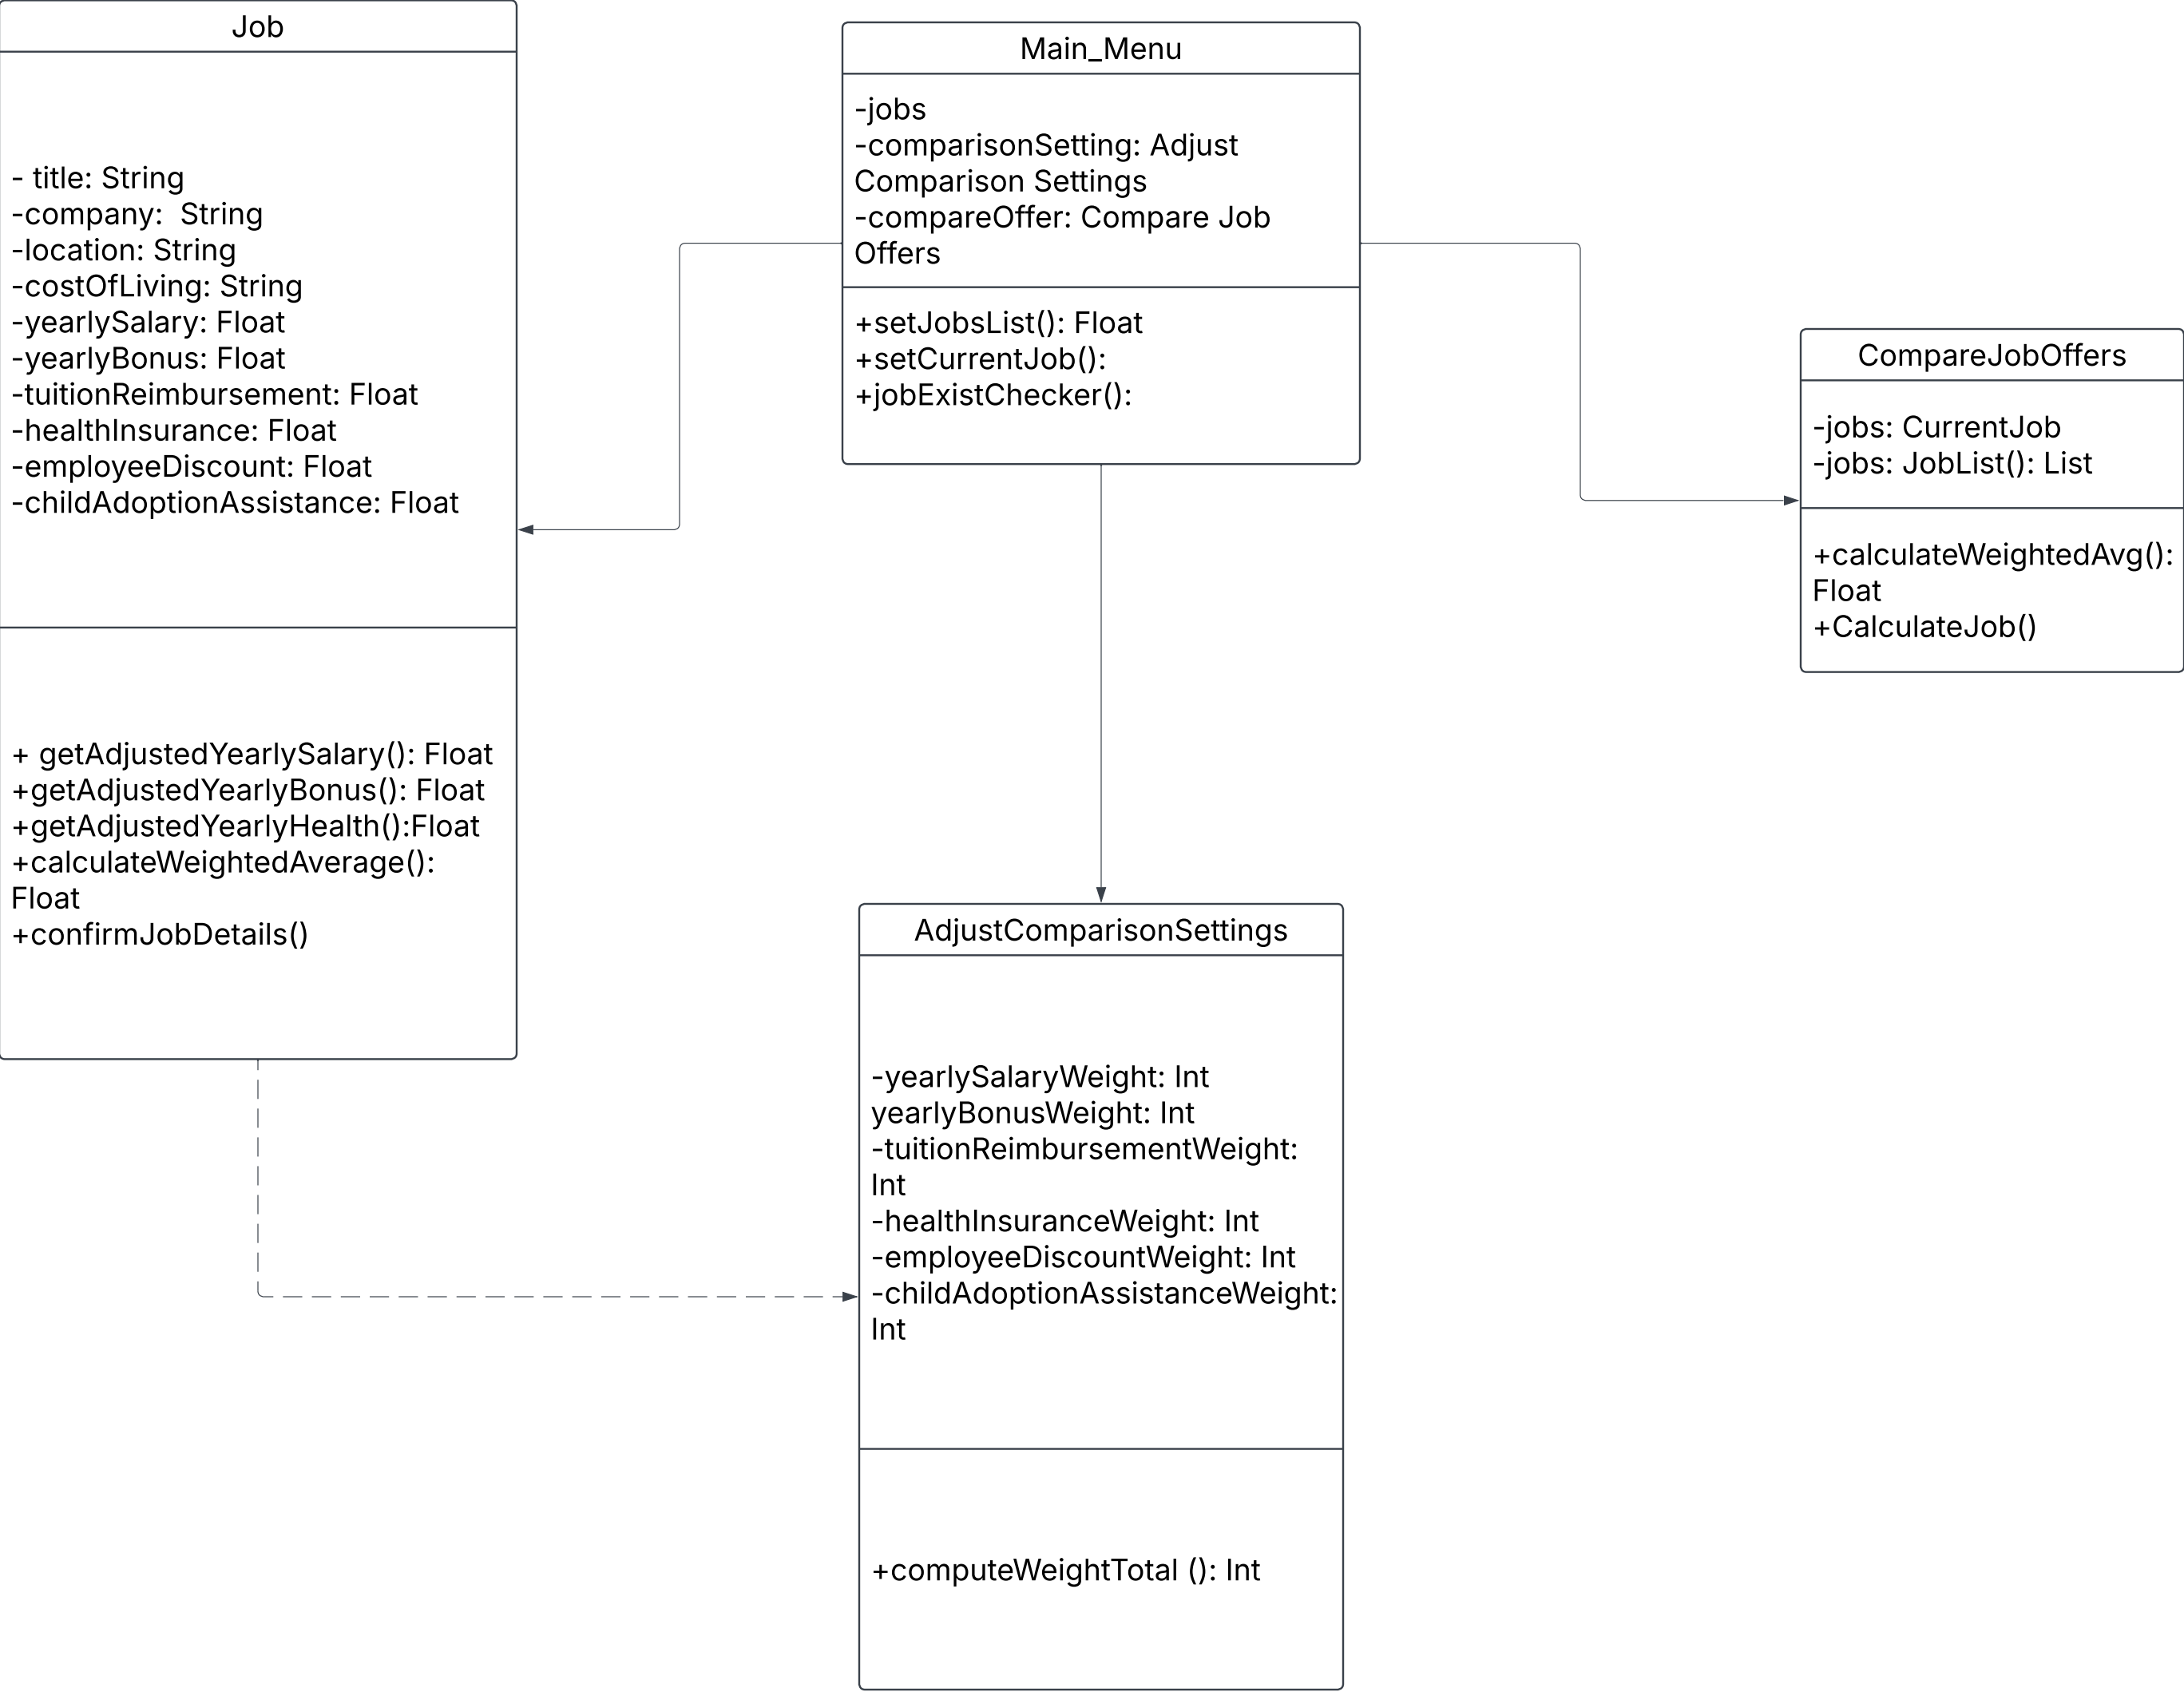 Job
- title: String
-company:  String
-location: String
-costOfLiving: String
-yearlySalary: Float
-yearlyBonus: Float
-tuitionReimbursement: Float
-healthInsurance: Float
-employeeDiscount: Float
-childAdoptionAssistance: Float
+ getAdjustedYearlySalary(): Float
+getAdjustedYearlyBonus(): Float
+getAdjustedYearlyHealth():Float
+calculateWeightedAverage():
Float
+confirmJobDetails()
Main_Menu
-jobs
-comparisonSetting: Adjust
Comparison Settings
-compareOffer: Compare Job
Offers
+setJobsList(): Float
+setCurrentJob():
+jobExistChecker():
CompareJobOffers
-jobs: CurrentJob
-jobs: JobList(): List
+calculateWeightedAvg():
Float
+CalculateJob()
AdjustComparisonSettings
-yearlySalaryWeight: Int
yearlyBonusWeight: Int
-tuitionReimbursementWeight:
Int
-healthInsuranceWeight: Int
-employeeDiscountWeight: Int
-childAdoptionAssistanceWeight:
Int
+computeWeightTotal (): Int